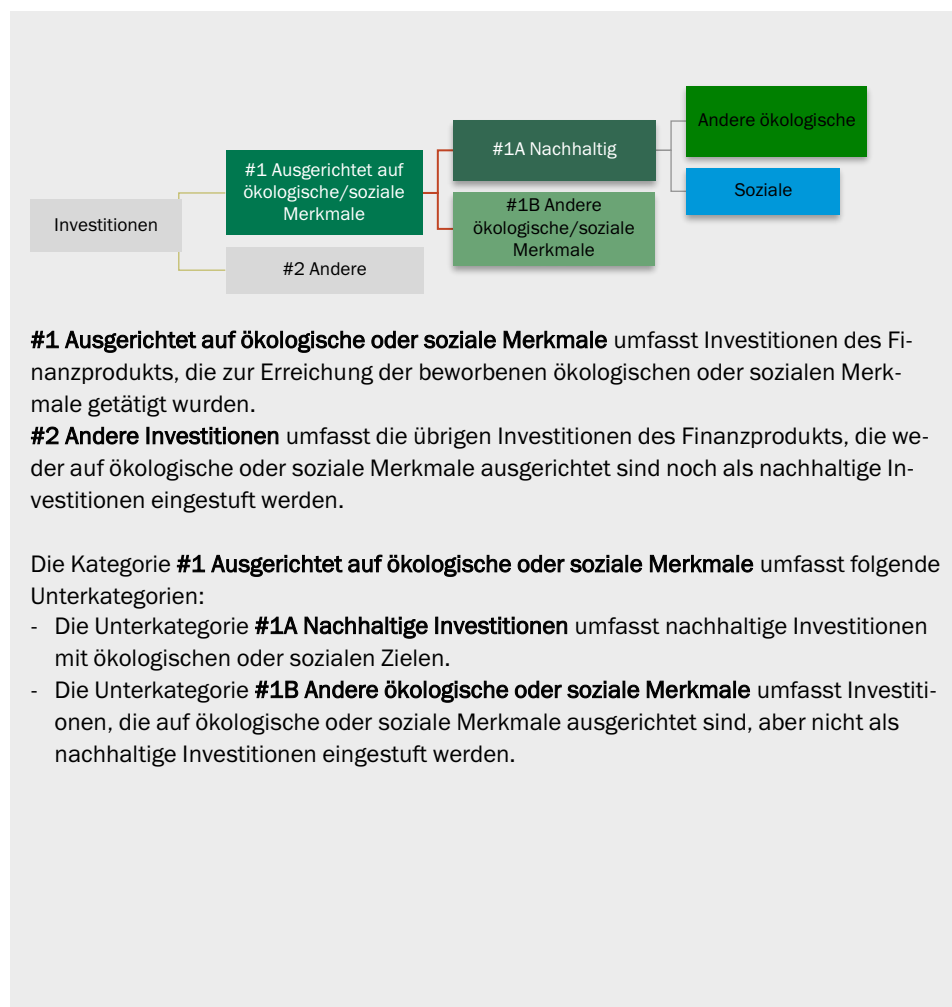 Andere ökologische
#1A Nachhaltig
#1 Ausgerichtet auf
ökologische/soziale
Merkmale
Soziale
#1B Andere
ökologische/soziale
Merkmale
Investitionen
#2 Andere
#1 Ausgerichtet auf ökologische oder soziale Merkmale umfasst Investitionen des Fi-
nanzprodukts, die zur Erreichung der beworbenen ökologischen oder sozialen Merk-
male getätigt wurden.
#2 Andere Investitionen umfasst die übrigen Investitionen des Finanzprodukts, die we-
der auf ökologische oder soziale Merkmale ausgerichtet sind noch als nachhaltige In-
vestitionen eingestuft werden.
Die Kategorie #1 Ausgerichtet auf ökologische oder soziale Merkmale umfasst folgende
Unterkategorien:
- Die Unterkategorie #1A Nachhaltige Investitionen umfasst nachhaltige Investitionen
mit ökologischen oder sozialen Zielen.
- Die Unterkategorie #1B Andere ökologische oder soziale Merkmale umfasst Investiti-
onen, die auf ökologische oder soziale Merkmale ausgerichtet sind, aber nicht als
nachhaltige Investitionen eingestuft werden.